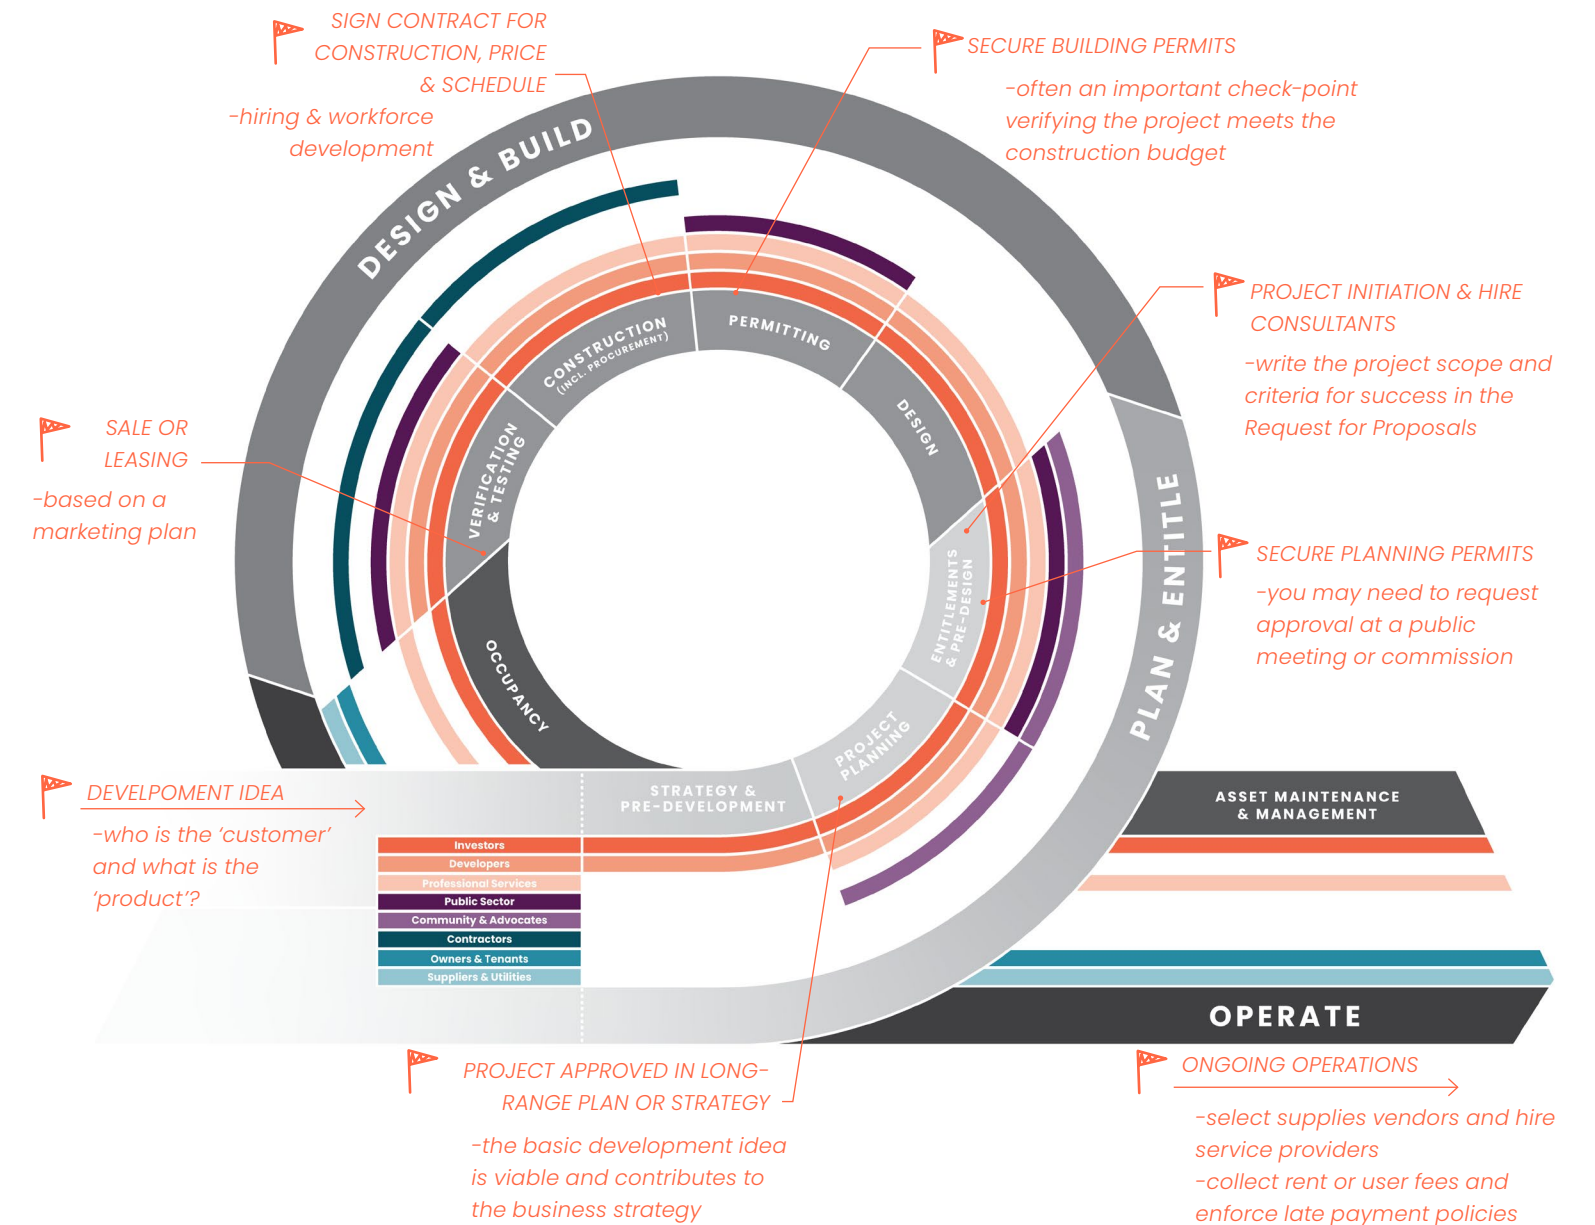 SIGN CONTRACT FOR
CONSTRUCTION, PRICE
& SCHEDULE
-hiring & workforce
development
SECURE BUILDING PERMITS
-often an important check-point
verifying the project meets the
construction budget
DESIGN & BUILD
PROJECT INITIATION & HIRE
CONSULTANTS
-write the project scope and
criteria for success in the
Request for Proposals
CONSTRUCTION
(INCL. PROCUREMENT)
PERMITTING
DESIGN
SALE OR
LEASING
-based on a
marketing plan
VERIFICATION
& TESTING
ENTITLEMENTS
& PRE-DESIGN
PLAN & ENTITLE
SECURE PLANNING PERMITS
-you may need to request
approval at a public
meeting or commission
OCCUPANCY
PROJECT
PLANNING
DEVELPOMENT IDEA
-who is the ‘customer’
and what is the
‘product’?
STRATEGY &
PRE-DEVELOPMENT
ASSET MAINTENANCE
& MANAGEMENT
Investors
Developers
Professional Services
Public Sector
Community & Advocates
Contractors
Owners & Tenants
Suppliers & Utilities
OPERATE
PROJECT APPROVED IN LONG-
RANGE PLAN OR STRATEGY
-the basic development idea
is viable and contributes to
the business strategy
ONGOING OPERATIONS
-select supplies vendors and hire
service providers
-collect rent or user fees and
enforce late payment policies